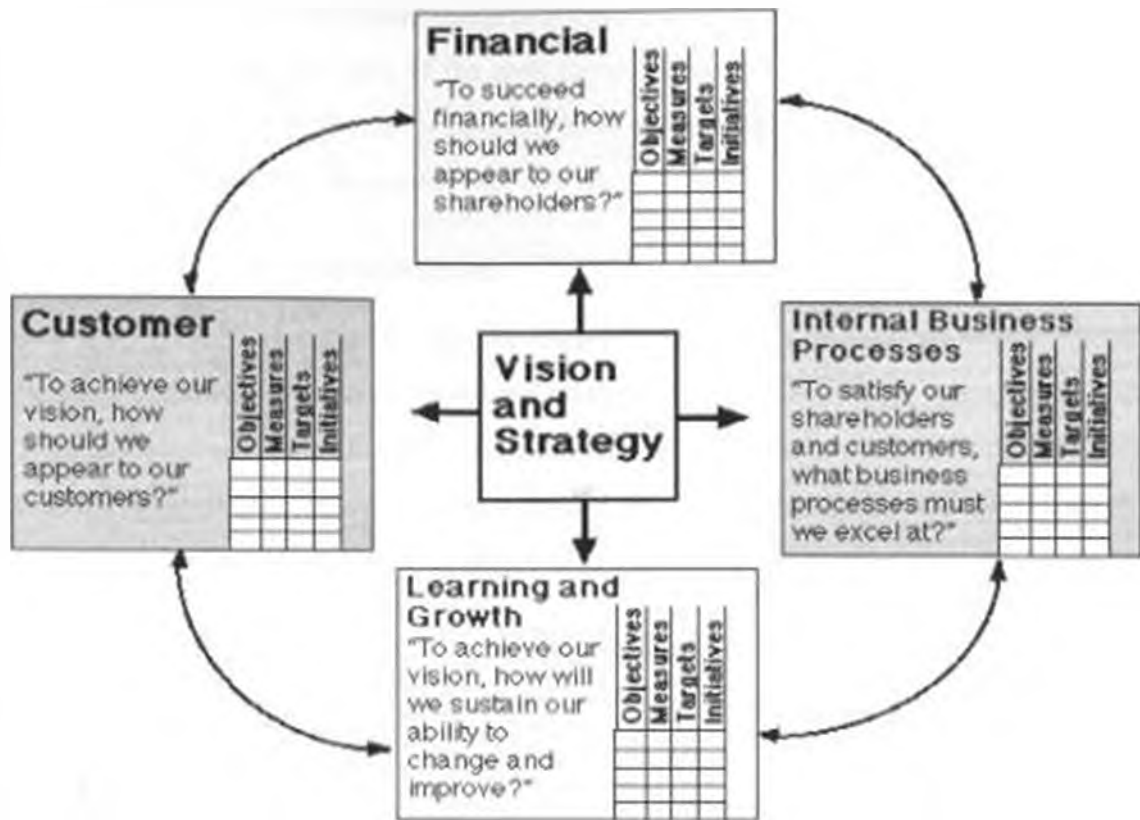 Financial
"To succeed
financially, how
should we
appear to our
shareholders?"
Objectives
Measures
Targets
Initiatives
Customer
"To achieve our
vision, how
should we
appear to our
customers?"
Objectives
Measures
Targets
Initiatives
Vision
and
Strategy
Internal Business
Processes
"To satisfy our
shareholders
and customers,
what business
processes must
we excel at?"
Objectives
Measures
Targets
Initiatives
Learning and
Growth
"To achieve our
vision, how will
we sustain our
ability to
change and
improve?"
Objectives
Measures
Targets
Initiatives